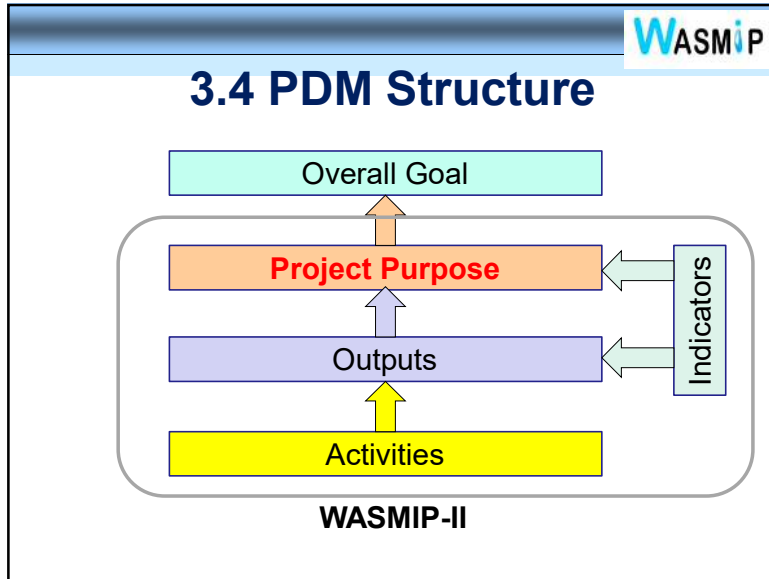 WASMIP
3.4 PDM Structure
Overall Goal
Project Purpose
Indicators
Outputs
Activities
WASMIP-II